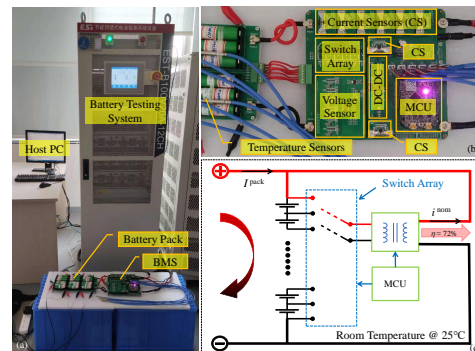 Battery Testing
System
Host PC
Battery Pack
BMS
(a)
Current Sensors (CS)
Switch
Array
CS
DC-DC
MCU
Voltage
Sensor
Temperature Sensors
CS
(b)
I^pack
Switch Array
i^nom
η=72%
MCU
Room Temperature @ 25℃